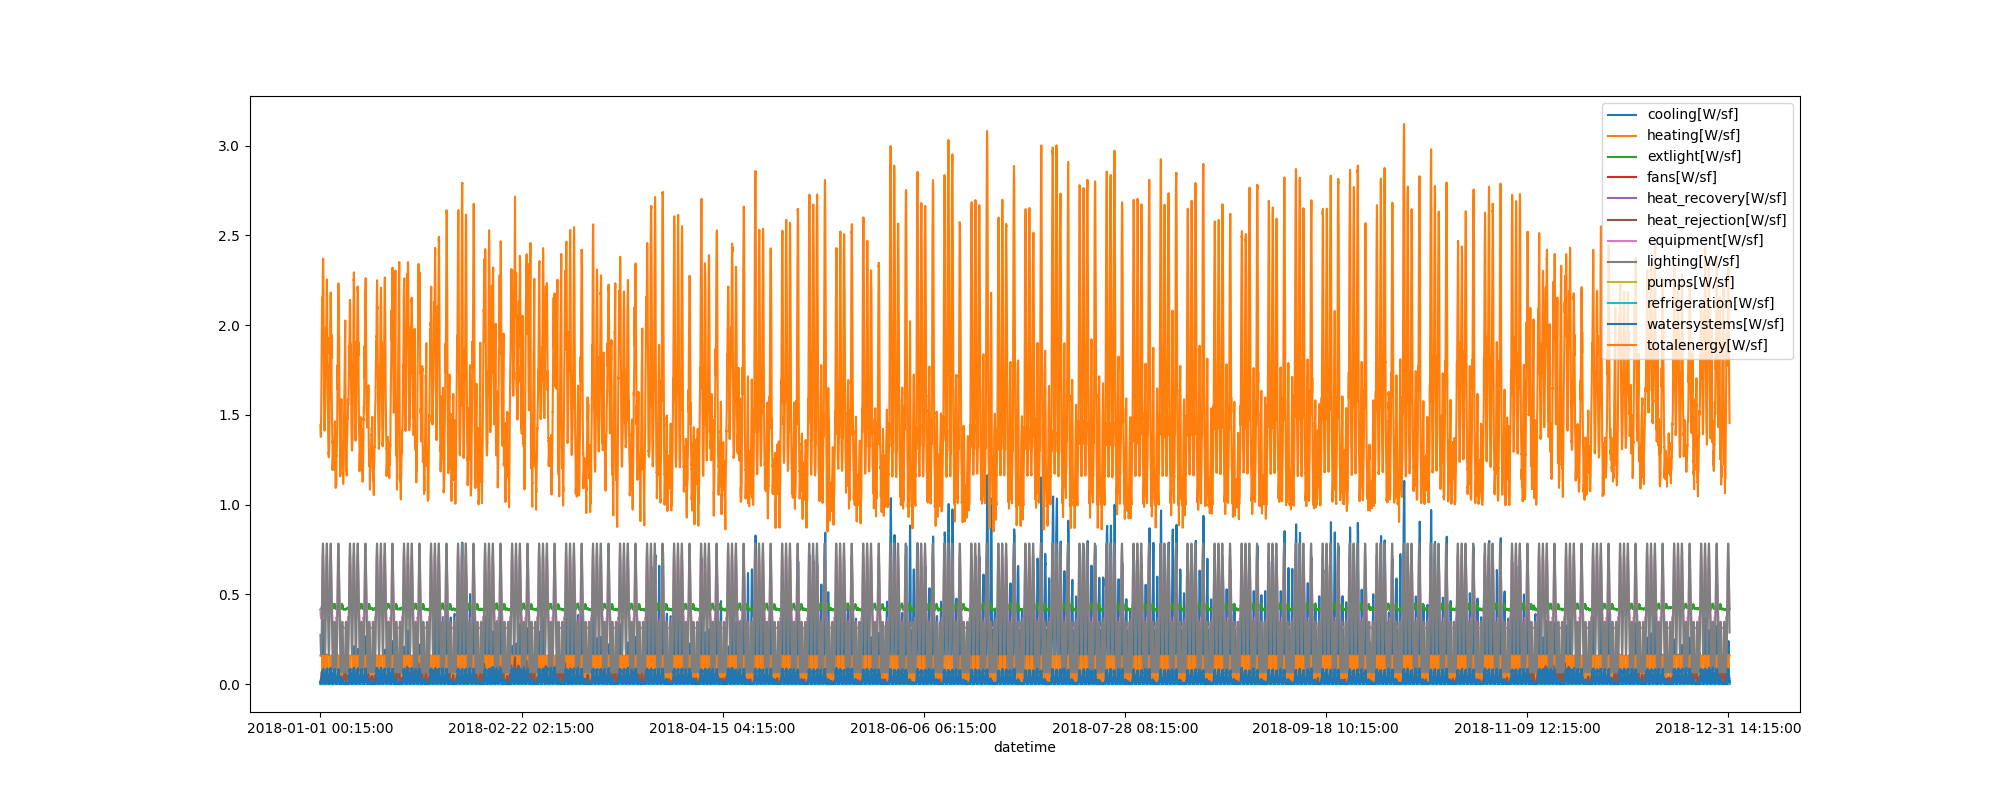 3.0
2.5
2.0
1.5
1.0
0.5
0.0
cooling[W/sf]
heating[W/sf]
extlight[W/sf]
fans[W/sf]
heat_recovery[W/sf]
heat_rejection[W/sf]
equipment[W/sf]
lighting[W/sf]
pumps[W/sf]
refrigeration[W/sf]
watersystems[W/sf]
totalenergy[W/sf]
2018-01-01 00:15:00 2018-02-22 02:15:00 2018-04-15 04:15:00 2018-06-06 06:15:00 2018-07-28 08:15:00 2018-09-18 10:15:00 2018-11-09 12:15:00 2018-12-31 14:15:00
datetime